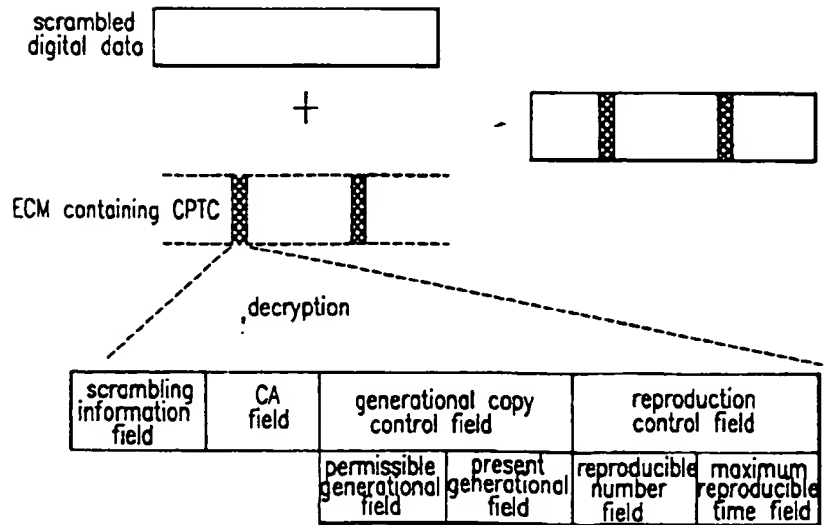 scrambled
digital data
+
ECM containing CPTC
decryption
scrambling
information
field
CA
field
generational copy
control field
reproduction
control field
permissible
generational
field
present
generational
field
reproducible
number
field
maximum
reproducible
time field